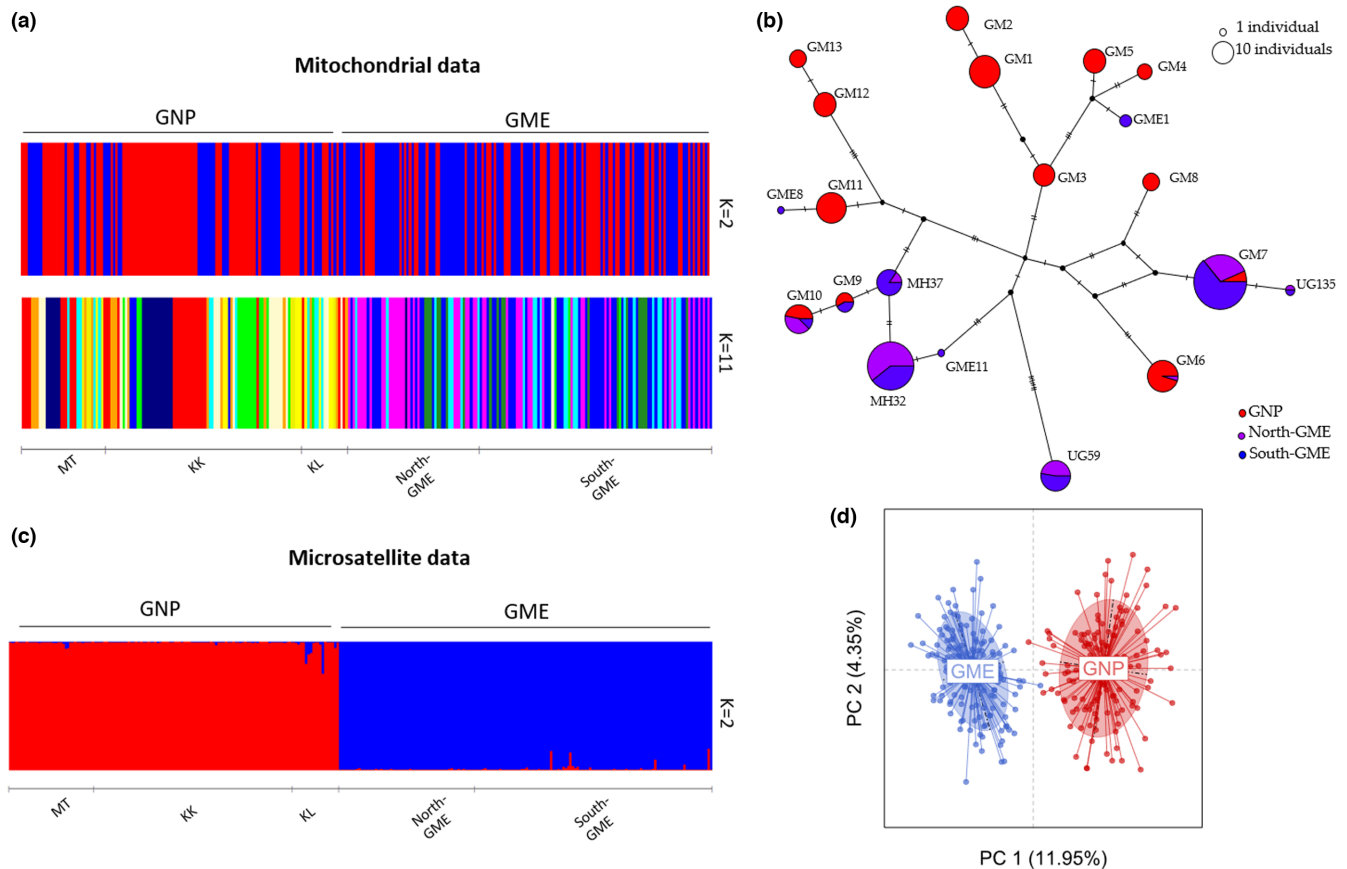 (a)
Mitochondrial data
GNP
GME
K=2
K=11
MT
KK
KL
North-
GME
South-
GME
(b)
1 individual
10 individuals
GM2
GM13
GM1
GM5
GM4
GM12
GME1
GM3
GM8
GME8
GM11
GM7
UG135
MH37
GM9
GM10
GME11
GM6
MH32
UG59
GNP
North-GME
South-GME
(c)
Microsatellite data
GNP
GME
K=2
MT
KK
KL
North-
GME
South-
GME
(d)
GME
GNP
PC 2 (4.35%)
PC 1 (11.95%)